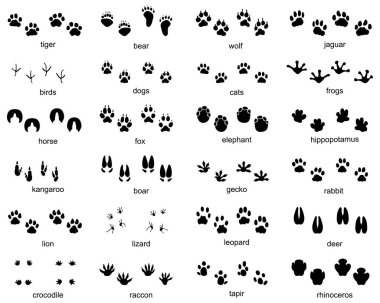 tiger bear wolf jaguar
birds dogs cats frogs
horse fox elephant hippopotamus
kangaroo boar gecko rabbit
lion lizard leopard deer
crocodile raccon tapir rhinoceros